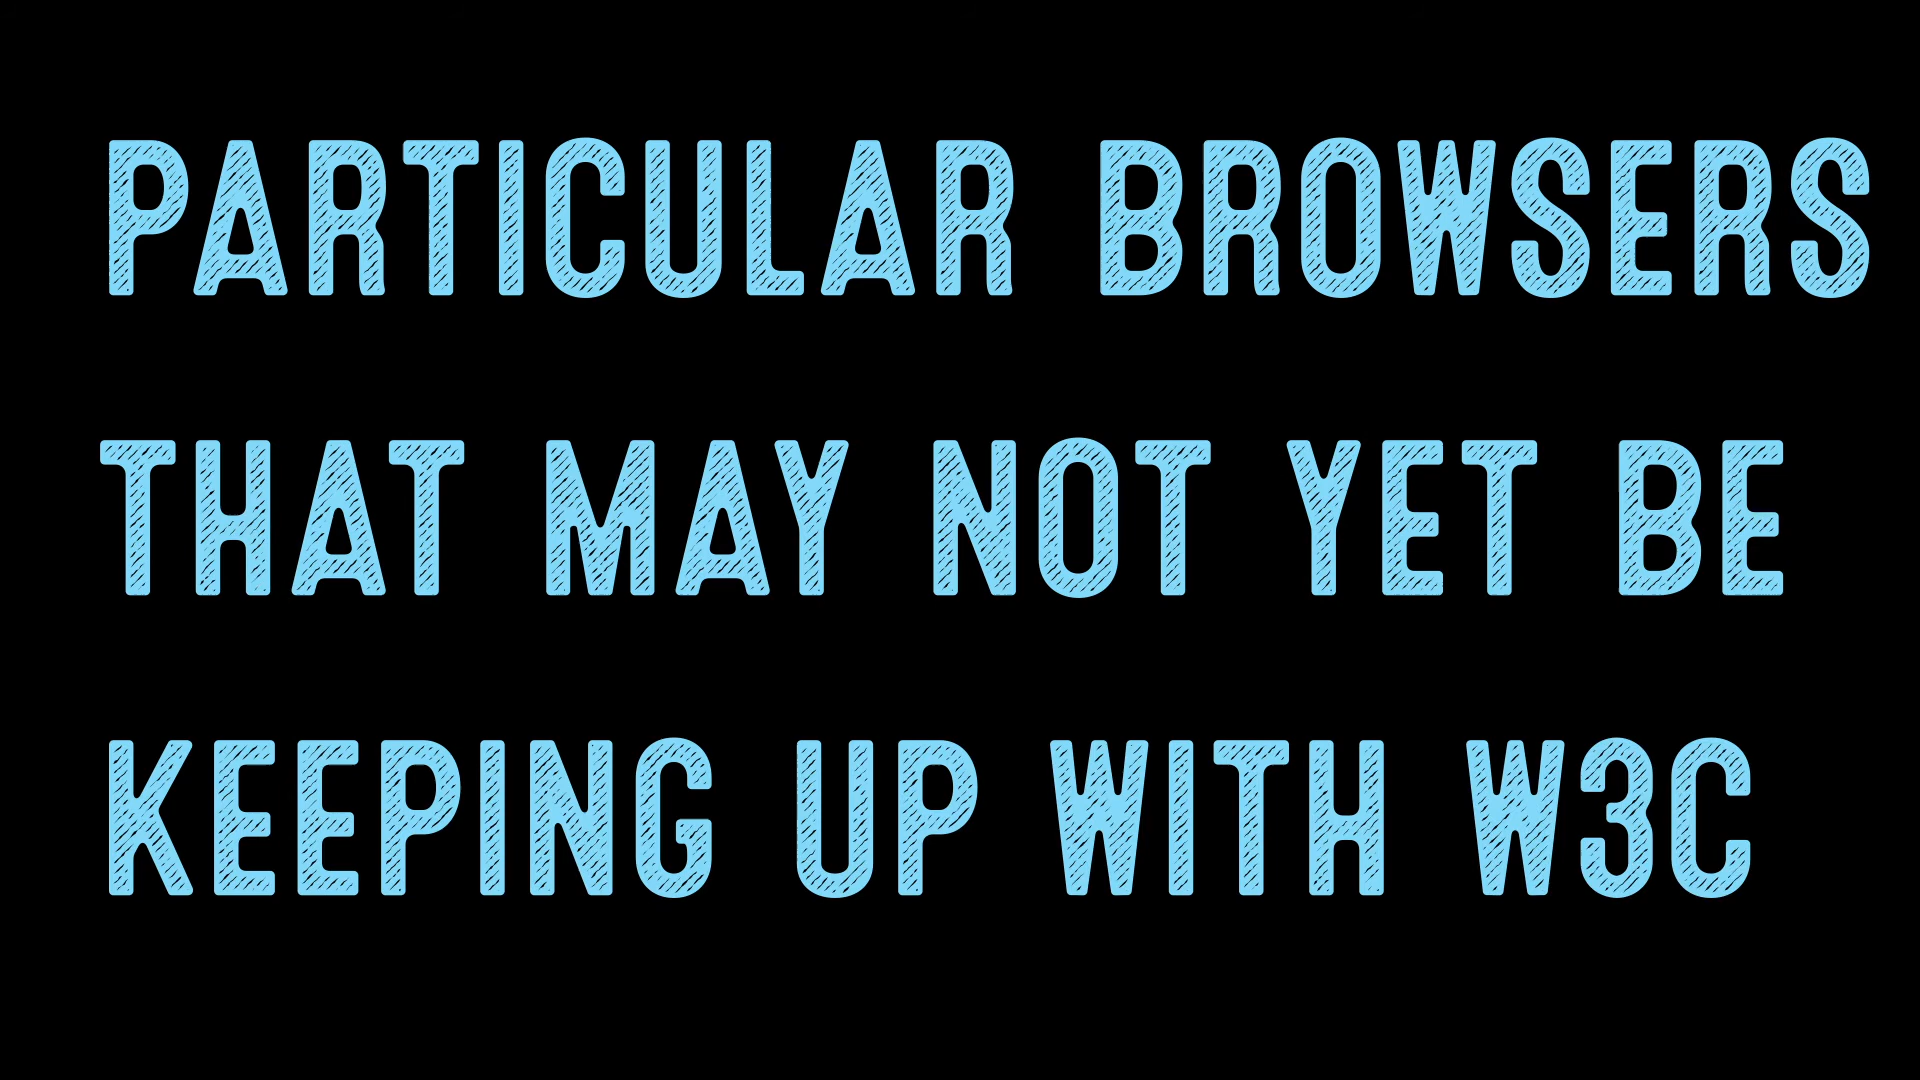 PARTICULAR BROWSERS
THAT MAY NOT YET BE
KEEPING UP WITH W3C